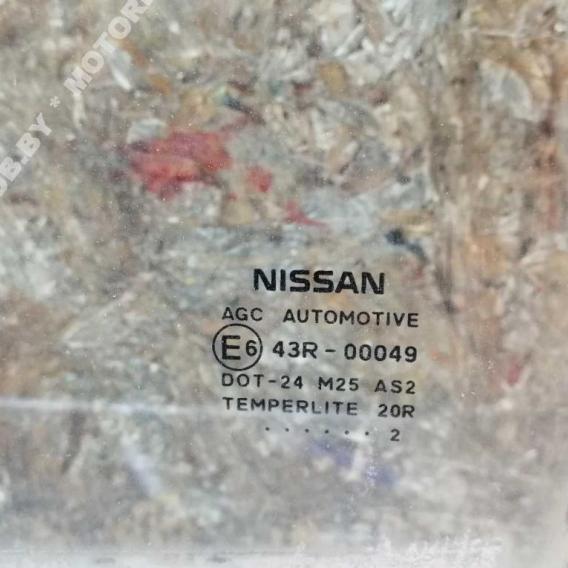 NISSAN
AGC AUTOMOTIVE
E6 43R-00049
DOT-24 M25 AS2
TEMPERLITE 20R
. . . . . . 2